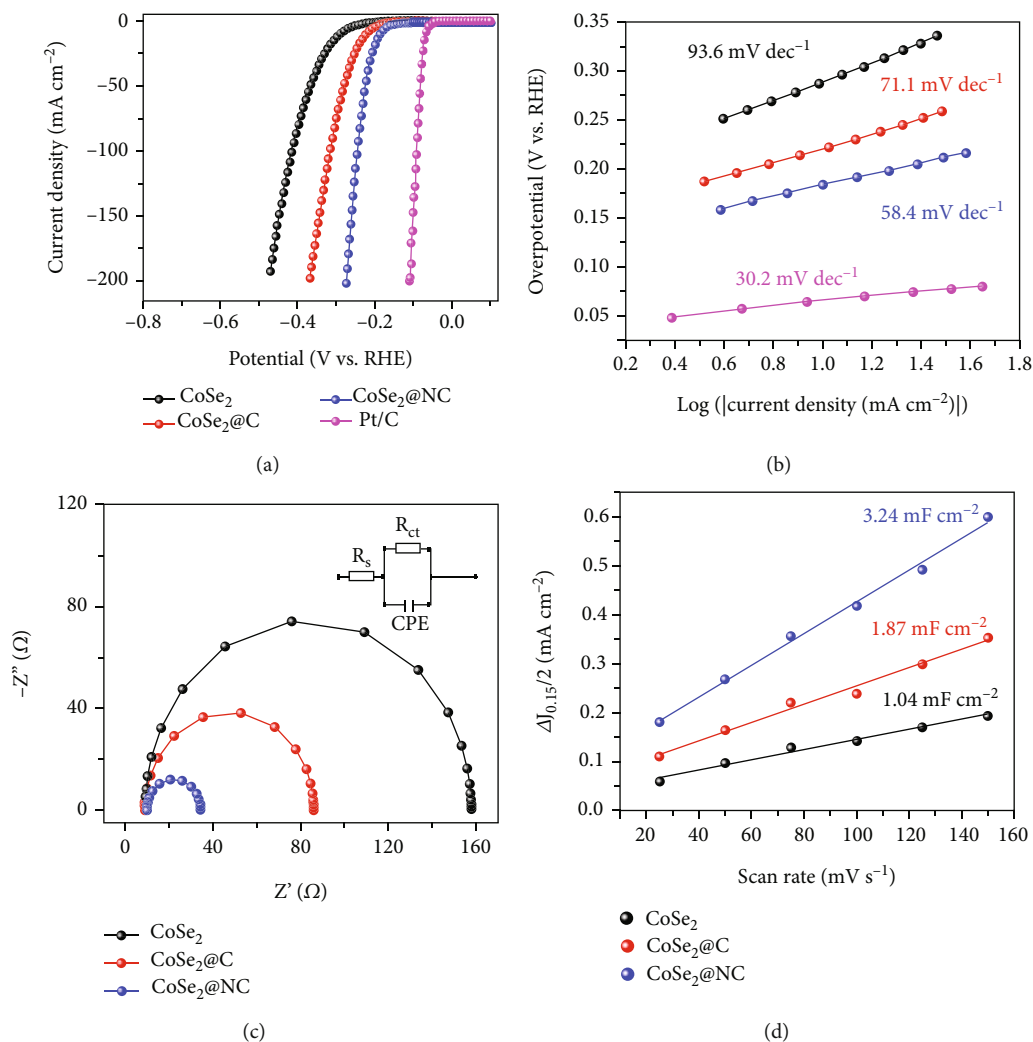 (a)
Current density (mA cm⁻²)
0
−50
−100
−150
−200
−0.8
−0.6
−0.4
−0.2
0.0
Potential (V vs. RHE)
CoSe₂
CoSe₂@C
CoSe₂@NC
Pt/C
(b)
Overpotential (V vs. RHE)
0.35
0.30
0.25
0.20
0.15
0.10
0.05
93.6 mV dec⁻¹
71.1 mV dec⁻¹
58.4 mV dec⁻¹
30.2 mV dec⁻¹
0.2
0.4
0.6
0.8
1.0
1.2
1.4
1.6
1.8
Log (|current density (mA cm⁻²)|)
(c)
−Z″ (Ω)
120
80
40
0
Rₛ
R_ct
CPE
0
40
80
120
160
Z′ (Ω)
CoSe₂
CoSe₂@C
CoSe₂@NC
(d)
ΔJ₀.₁₅/2 (mA cm⁻²)
0.6
0.5
0.4
0.3
0.2
0.1
0.0
3.24 mF cm⁻²
1.87 mF cm⁻²
1.04 mF cm⁻²
20
40
60
80
100
120
140
160
Scan rate (mV s⁻¹)
CoSe₂
CoSe₂@C
CoSe₂@NC